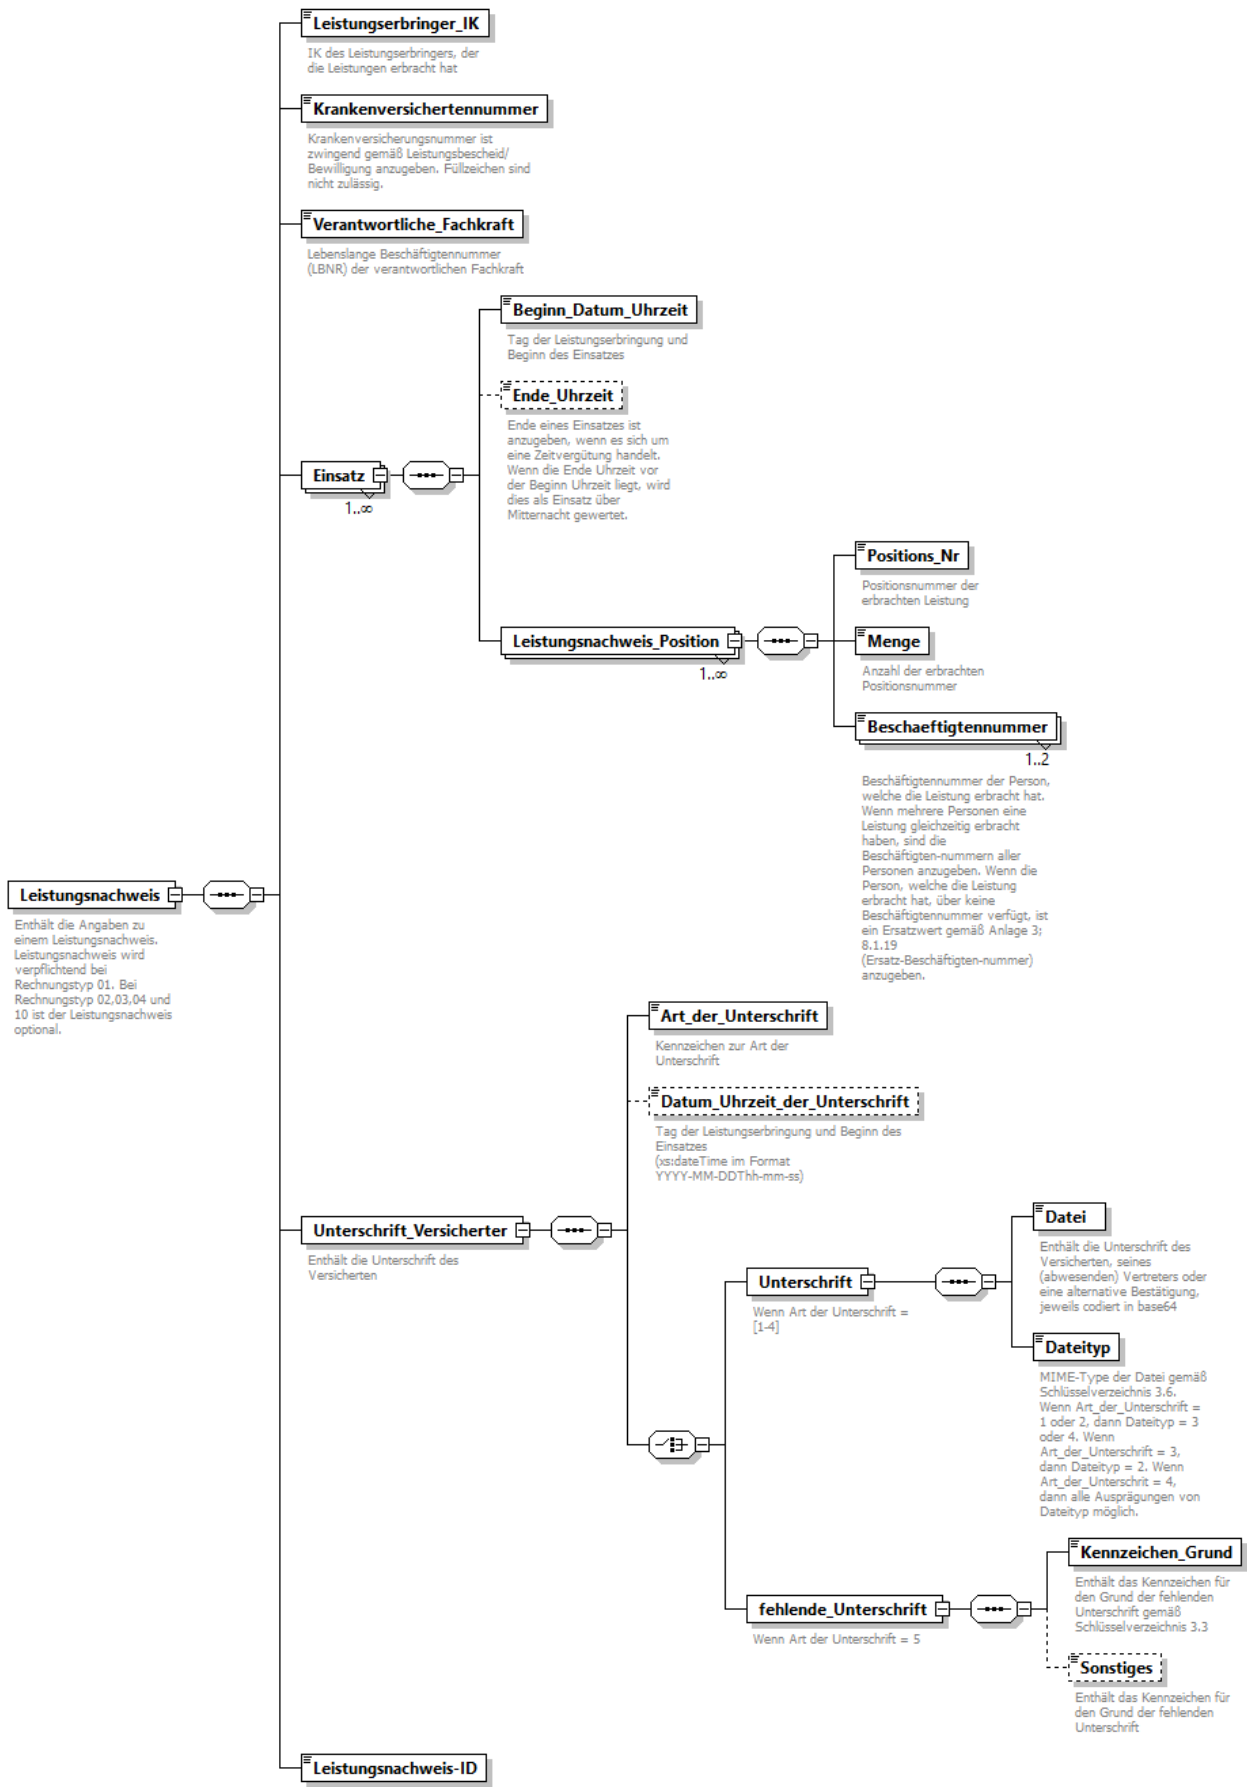 Leistungserbringer_IK
IK des Leistungserbringers, der
die Leistungen erbracht hat
Krankenversichertennummer
Krankenversicherungsnummer ist
zwingend gemäß Leistungsbescheid/
Bewilligung anzugeben. Füllzeichen sind
nicht zulässig.
Verantwortliche_Fachkraft
Lebenslange Beschäftigtennummer
(LBNR) der verantwortlichen Fachkraft
Beginn_Datum_Uhrzeit
Tag der Leistungserbringung und
Beginn des Einsatzes
Ende_Uhrzeit
Ende eines Einsatzes ist
anzugeben, wenn es sich um
eine Zeitvergütung handelt.
Wenn die Ende Uhrzeit vor
der Beginn Uhrzeit liegt, wird
dies als Einsatz über
Mitternacht gewertet.
Einsatz
1..∞
Positions_Nr
Positionsnummer der
erbrachten Leistung
Leistungsnachweis_Position
1..∞
Menge
Anzahl der erbrachten
Positionsnummer
Beschaeftigtennummer
1..2
Beschäftigtennummer der Person,
welche die Leistung erbracht hat.
Wenn mehrere Personen eine
Leistung gleichzeitig erbracht
haben, sind die
Beschäftigten-nummern aller
Personen anzugeben. Wenn die
Person, welche die Leistung
erbracht hat, über keine
Beschäftigtennummer verfügt, ist
ein Ersatzwert gemäß Anlage 3;
8.1.19
(Ersatz-Beschäftigten-nummer)
anzugeben.
Leistungsnachweis
Enthält die Angaben zu
einem Leistungsnachweis.
Leistungsnachweis wird
verpflichtend bei
Rechnungstyp 01. Bei
Rechnungstyp 02,03,04 und
10 ist der Leistungsnachweis
optional.
Art_der_Unterschrift
Kennzeichen zur Art der
Unterschrift
Datum_Uhrzeit_der_Unterschrift
Tag der Leistungserbringung und Beginn des
Einsatzes
(xs:dateTime im Format
YYYY-MM-DDThh-mm-ss)
Unterschrift_Versicherter
Enthält die Unterschrift des
Versicherten
Datei
Enthält die Unterschrift des
Versicherten, seines
(abwesenden) Vertreters oder
eine alternative Bestätigung,
jeweils codiert in base64
Unterschrift
Wenn Art der Unterschrift =
[1-4]
Dateityp
MIME-Type der Datei gemäß
Schlüsselverzeichnis 3.6.
Wenn Art_der_Unterschrift =
1 oder 2, dann Dateityp = 3
oder 4. Wenn
Art_der_Unterschrift = 3,
dann Dateityp = 2. Wenn
Art_der_Unterschrit = 4,
dann alle Ausprägungen von
Dateityp möglich.
Kennzeichen_Grund
Enthält das Kennzeichen für
den Grund der fehlenden
Unterschrift gemäß
Schlüsselverzeichnis 3.3
fehlende_Unterschrift
Wenn Art der Unterschrift = 5
Sonstiges
Enthält das Kennzeichen für
den Grund der fehlenden
Unterschrift
Leistungsnachweis-ID